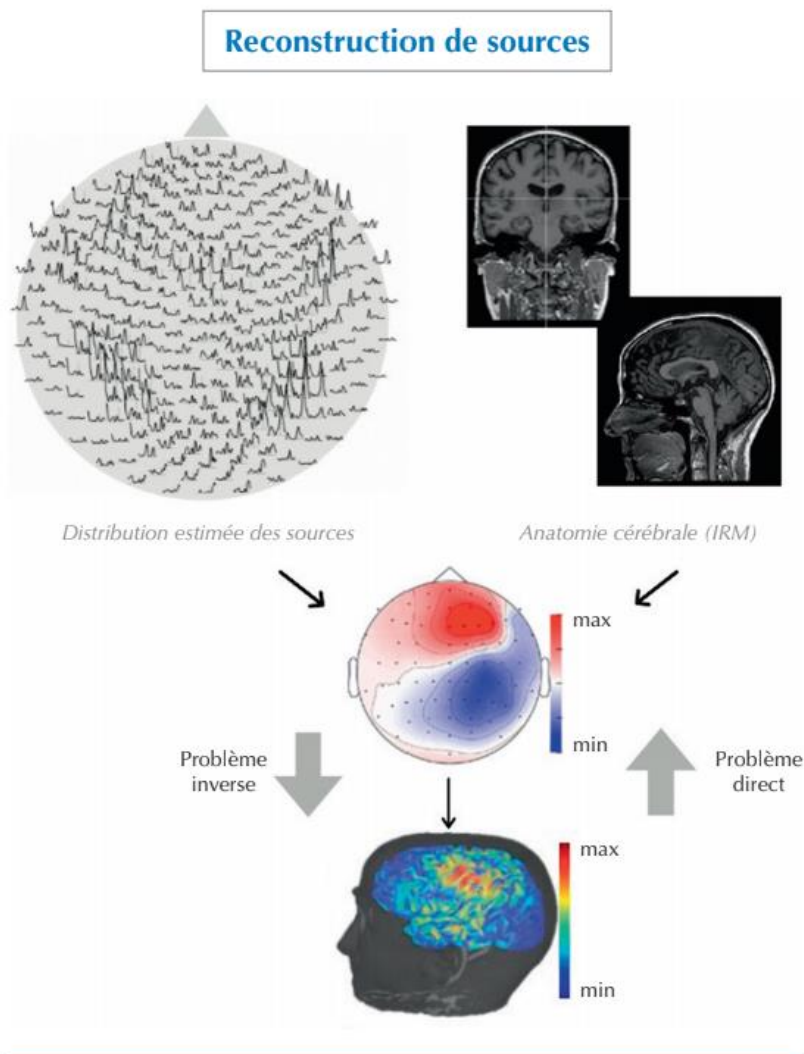 Reconstruction de sources
Distribution estimée des sources
Anatomie cérébrale (IRM)
max
min
Problème
inverse
Problème
direct
max
min